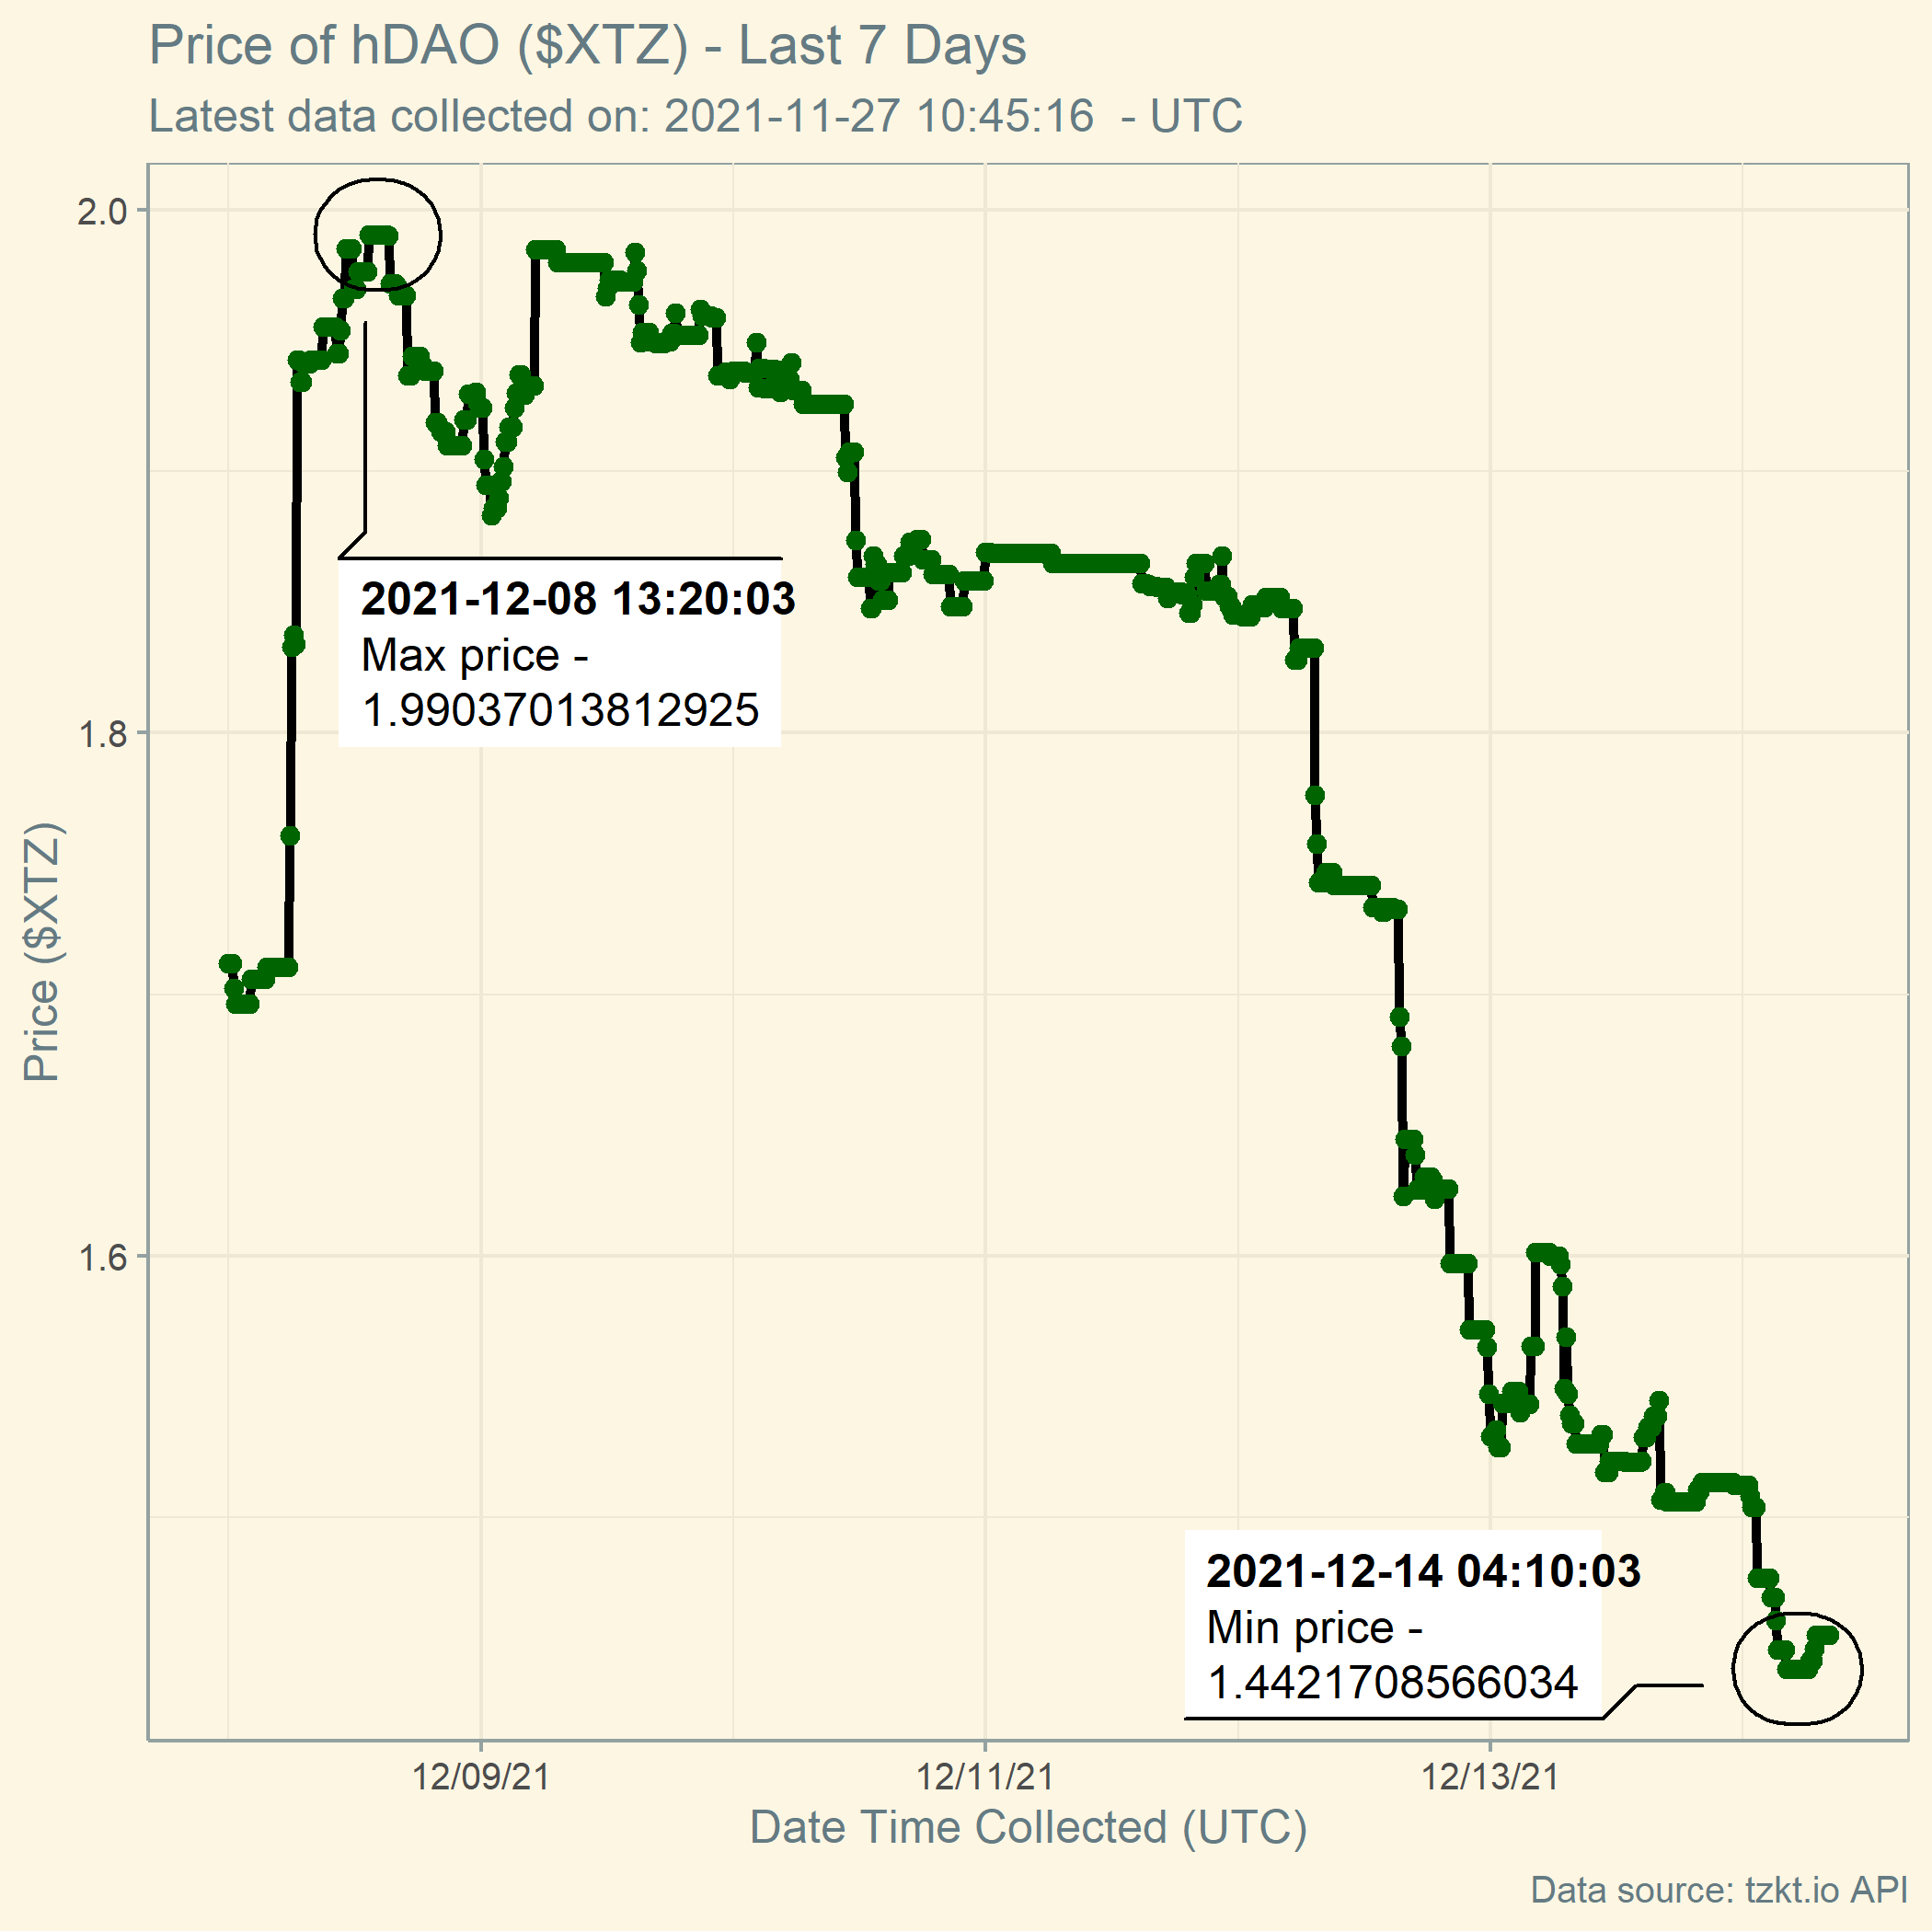 Price of hDAO ($XTZ) - Last 7 Days
Latest data collected on: 2021-11-27 10:45:16  - UTC
2.0
1.8
1.6
Price ($XTZ)
2021-12-08 13:20:03
Max price -
1.99037013812925
2021-12-14 04:10:03
Min price -
1.4421708566034
12/09/21
12/11/21
12/13/21
Date Time Collected (UTC)
Data source: tzkt.io API